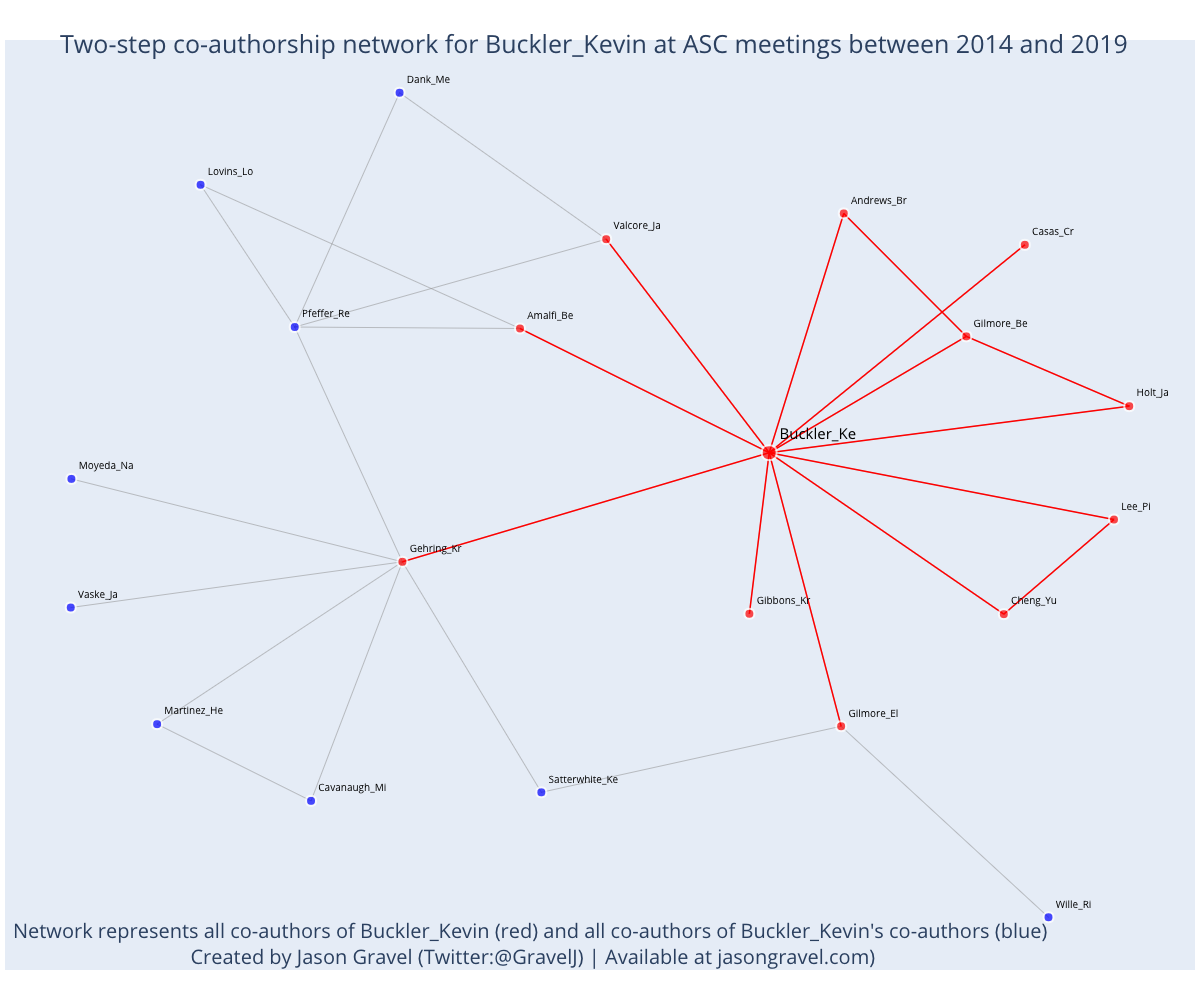 Two-step co-authorship network for Buckler_Kevin at ASC meetings between 2014 and 2019
Dank_Me
Lovins_Lo
Andrews_Br
Valcore_Ja
Casas_Cr
Pfeffer_Re
Amalfi_Be
Gilmore_Be
Holt_Ja
Buckler_Ke
Moyeda_Na
Lee_Pi
Gehring_Kr
Vaske_Ja
Gibbons_Kr
Cheng_Yu
Martinez_He
Gilmore_El
Satterwhite_Ke
Cavanaugh_Mi
Wille_Ri
Network represents all co-authors of Buckler_Kevin (red) and all co-authors of Buckler_Kevin's co-authors (blue)
Created by Jason Gravel (Twitter:@GravelJ) | Available at jasongravel.com)